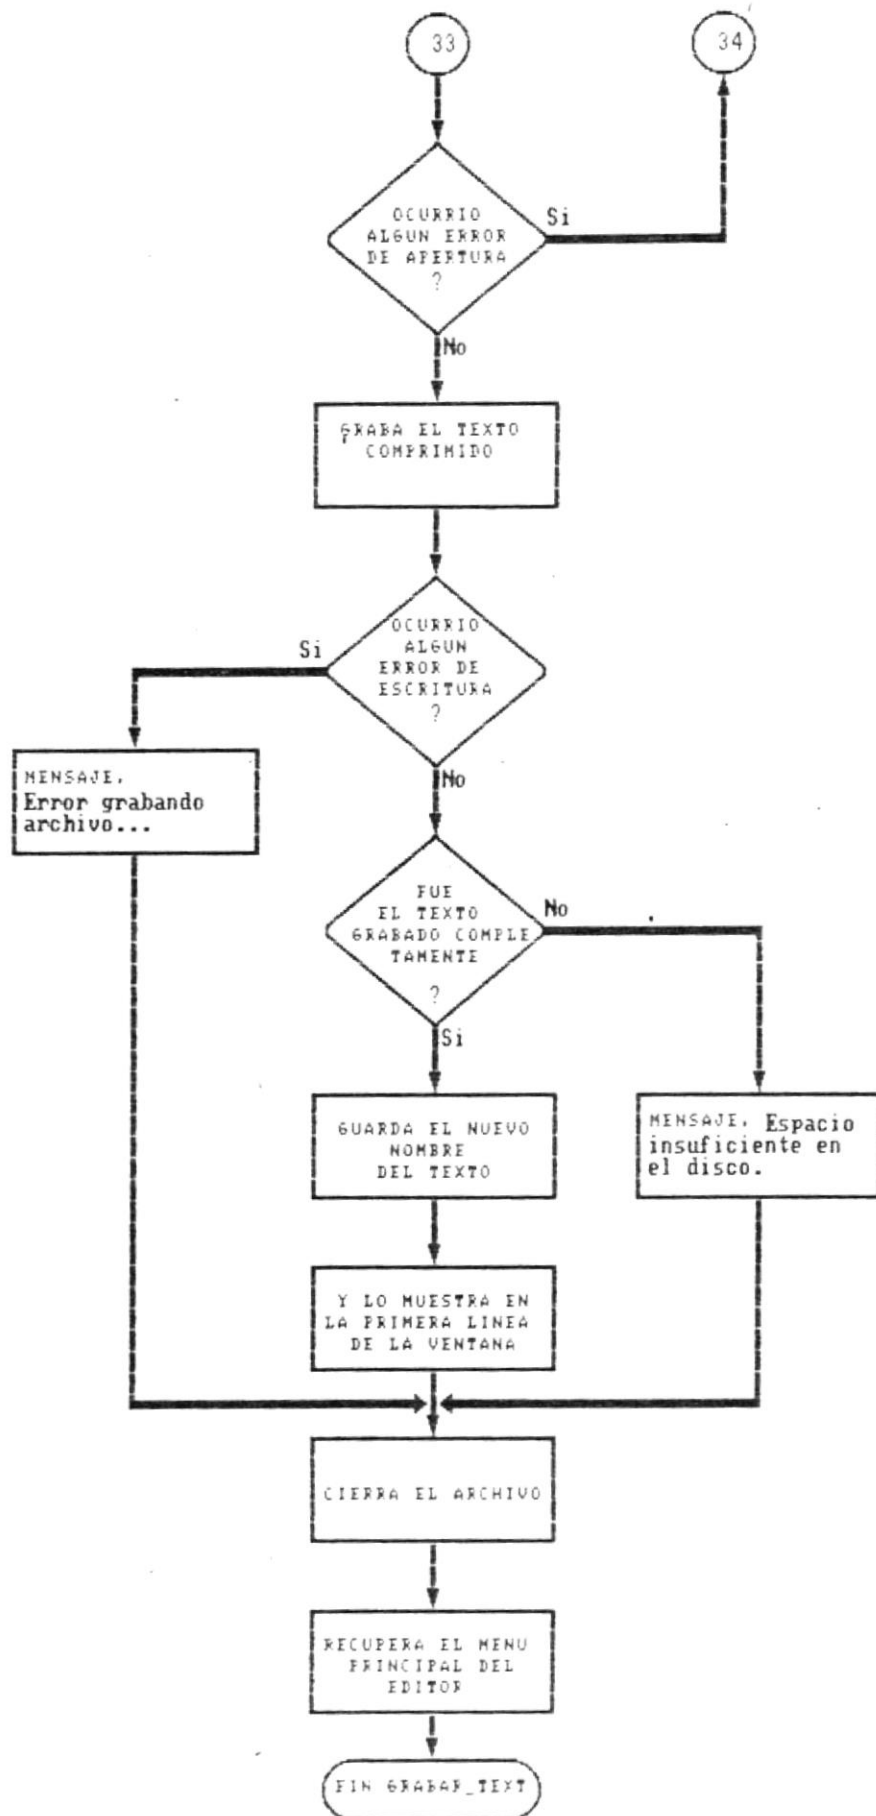 33
34
OCURRIO
ALGUN ERROR
DE APERTURA
?
Si
No
GRABA EL TEXTO
COMPRIMIDO
OCURRIO
ALGUN
ERROR DE
ESCRITURA
?
Si
No
MENSAJE.
Error grabando
archivo...
FUE
EL TEXTO
GRABADO COMPLE
TAMENTE
?
No
Si
GUARDA EL NUEVO
NOMBRE
DEL TEXTO
MENSAJE. Espacio
insuficiente en
el disco.
Y LO MUESTRA EN
LA PRIMERA LINEA
DE LA VENTANA
CIERRA EL ARCHIVO
RECUPERA EL MENU
PRINCIPAL DEL
EDITOR
FIN GRABAR_TEXT